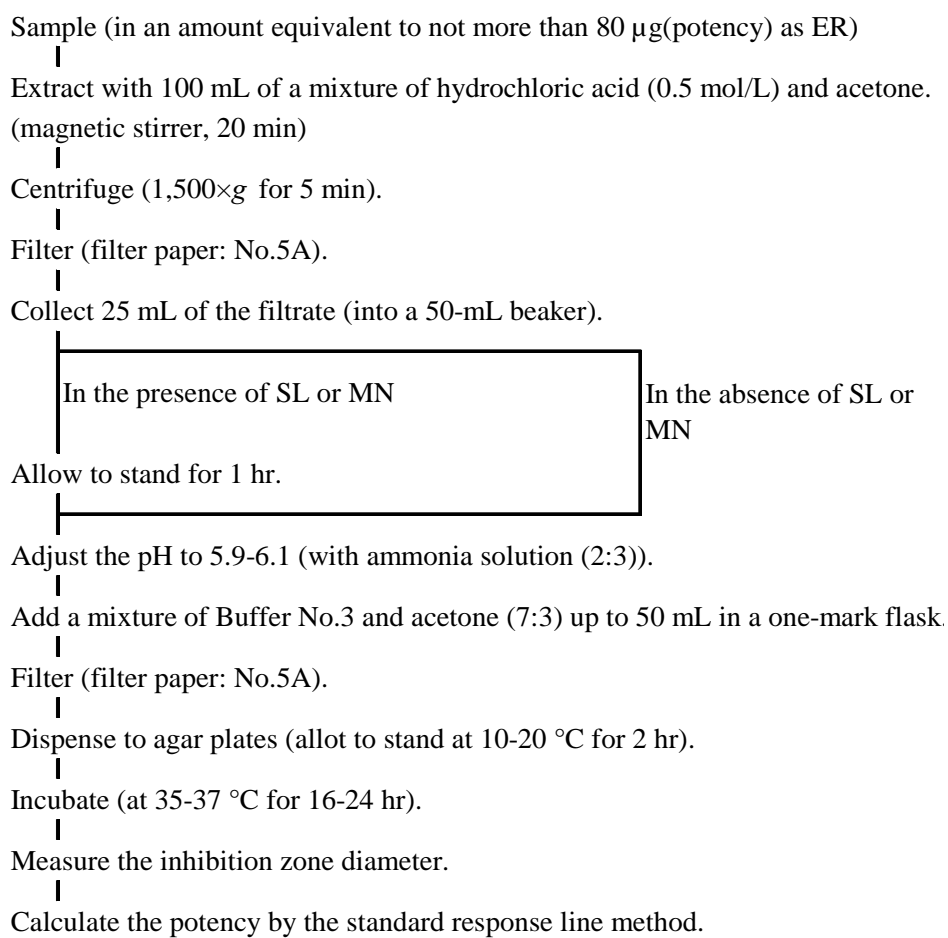 Sample (in an amount equivalent to not more than 80 µg(potency) as ER)
Extract with 100 mL of a mixture of hydrochloric acid (0.5 mol/L) and acetone.
(magnetic stirrer, 20 min)
Centrifuge (1,500×g for 5 min).
Filter (filter paper: No.5A).
Collect 25 mL of the filtrate (into a 50-mL beaker).
In the presence of SL or MN
In the absence of SL or
MN
Allow to stand for 1 hr.
Adjust the pH to 5.9-6.1 (with ammonia solution (2:3)).
Add a mixture of Buffer No.3 and acetone (7:3) up to 50 mL in a one-mark flask.
Filter (filter paper: No.5A).
Dispense to agar plates (allot to stand at 10-20 °C for 2 hr).
Incubate (at 35-37 °C for 16-24 hr).
Measure the inhibition zone diameter.
Calculate the potency by the standard response line method.